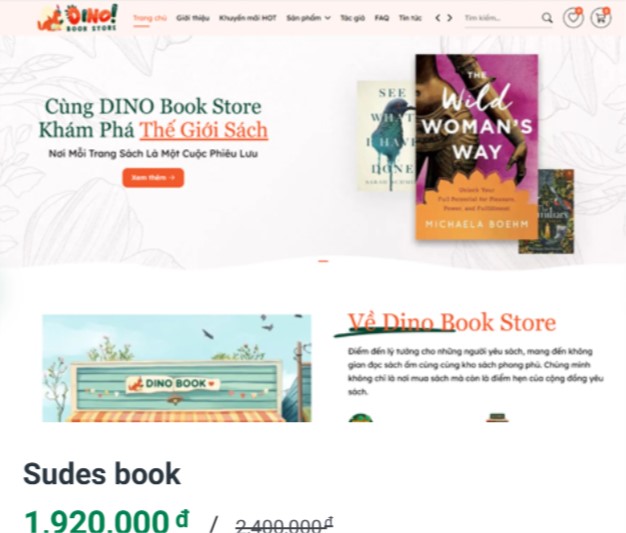 DINO!
BOOK STORE
Trang chủ Giới thiệu Khuyến mãi HOT Sản phẩm Tác giả FAQ Tin tức Tìm kiếm...
Cùng DINO Book Store
Khám Phá Thế Giới Sách
Nơi Mỗi Trang Sách Là Một Cuộc Phiêu Lưu
Xem thêm →
SEE
WHAT
I HAVE
DONE
THE
Wild
WOMAN'S
WAY
Unlock Your
Full Potential for Pleasure,
Power, and Fulfillment
MICHAELA BOEHM
Về Dino Book Store
Điểm đến lý tưởng cho những người yêu sách, mang đến không
gian đọc sách ấm cúng cùng kho sách phong phú. Chúng mình
không chỉ là nơi mua sách mà còn là điểm hẹn của cộng đồng yêu
sách.
DINO BOOK
Sudes book
1.920.000₫ / 2.400.000₫